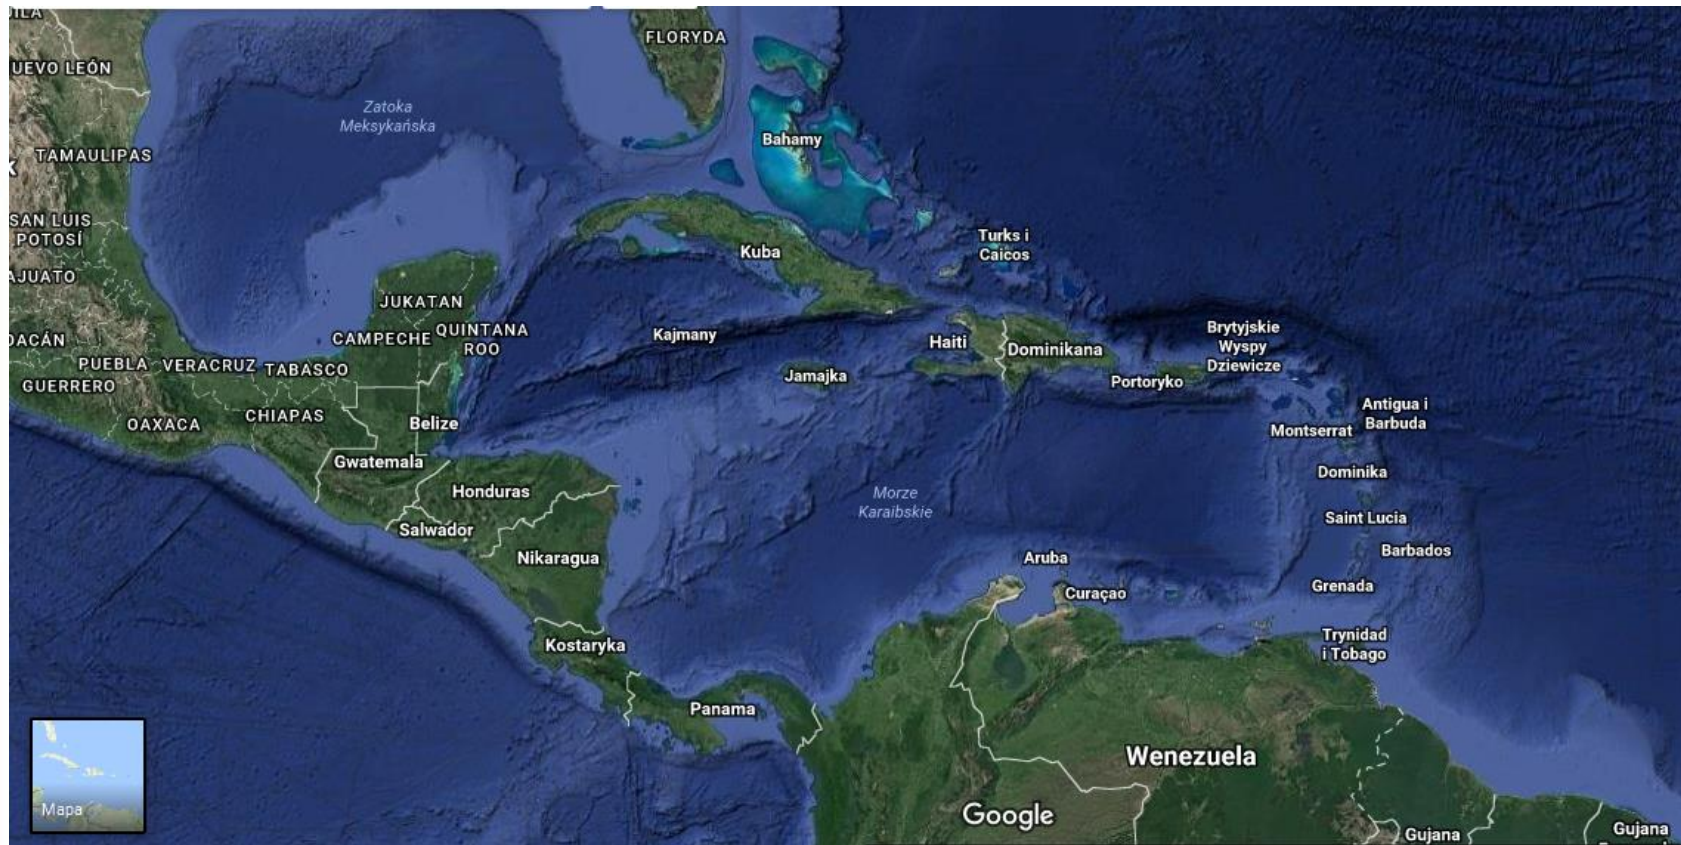 FLORYDA
UEVO LEÓN
Zatoka
Meksykańska
Bahamy
TAMAULIPAS
SAN LUIS
POTOSÍ
Turks i
Caicos
Kuba
AJUATO
JUKATAN
Kajmany
Brytyjskie
Wyspy
Dziewicze
QUINTANA
ROO
CAMPECHE
ACÁN
Haiti
Dominikana
PUEBLA
VERACRUZ
TABASCO
GUERRERO
Jamajka
Portoryko
Antigua i
Barbuda
CHIAPAS
OAXACA
Belize
Montserrat
Gwatemala
Dominika
Honduras
Morze
Karaibskie
Saint Lucia
Salwador
Barbados
Nikaragua
Aruba
Grenada
Curaçao
Kostaryka
Trynidad
i Tobago
Panama
Wenezuela
Mapa
Google
Gujana
Gujana